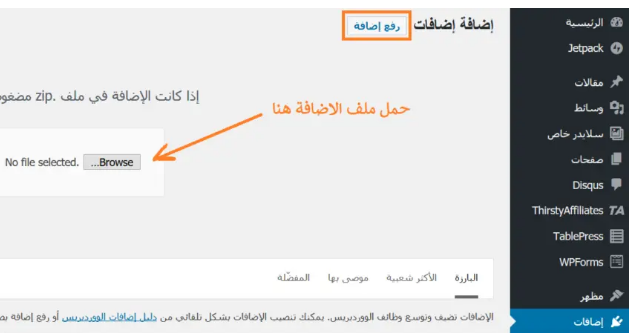 إضافة إضافات رفع إضافة
إذا كانت الإضافة في ملف .zip
حمل ملف الاضافة هنا
Browse... No file selected.
البارزة الأكثر شعبية موصى بها المفضّلة
الإضافات تضيف وتوسع وظائف الووردبريس. يمكنك تنصيب الإضافات بشكل تلقائي من دليل إضافات الووردبريس أو رفع إضافة
الرئيسية
Jetpack
مقالات
وسائط
سلايدر خاص
صفحات
Disqus
ThirstyAffiliates TA
TablePress
WPForms
مظهر
إضافات